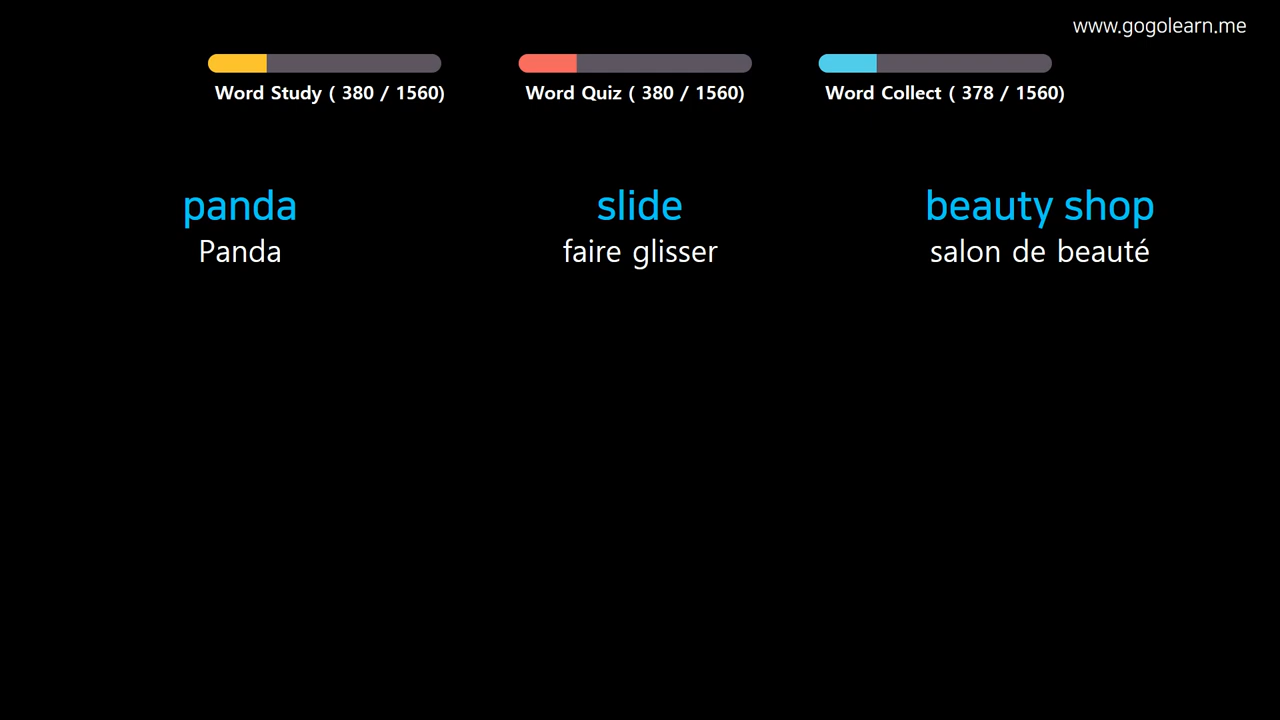 www.gogolearn.me
Word Study ( 380 / 1560)
Word Quiz ( 380 / 1560)
Word Collect ( 378 / 1560)
panda
Panda
slide
faire glisser
beauty shop
salon de beauté